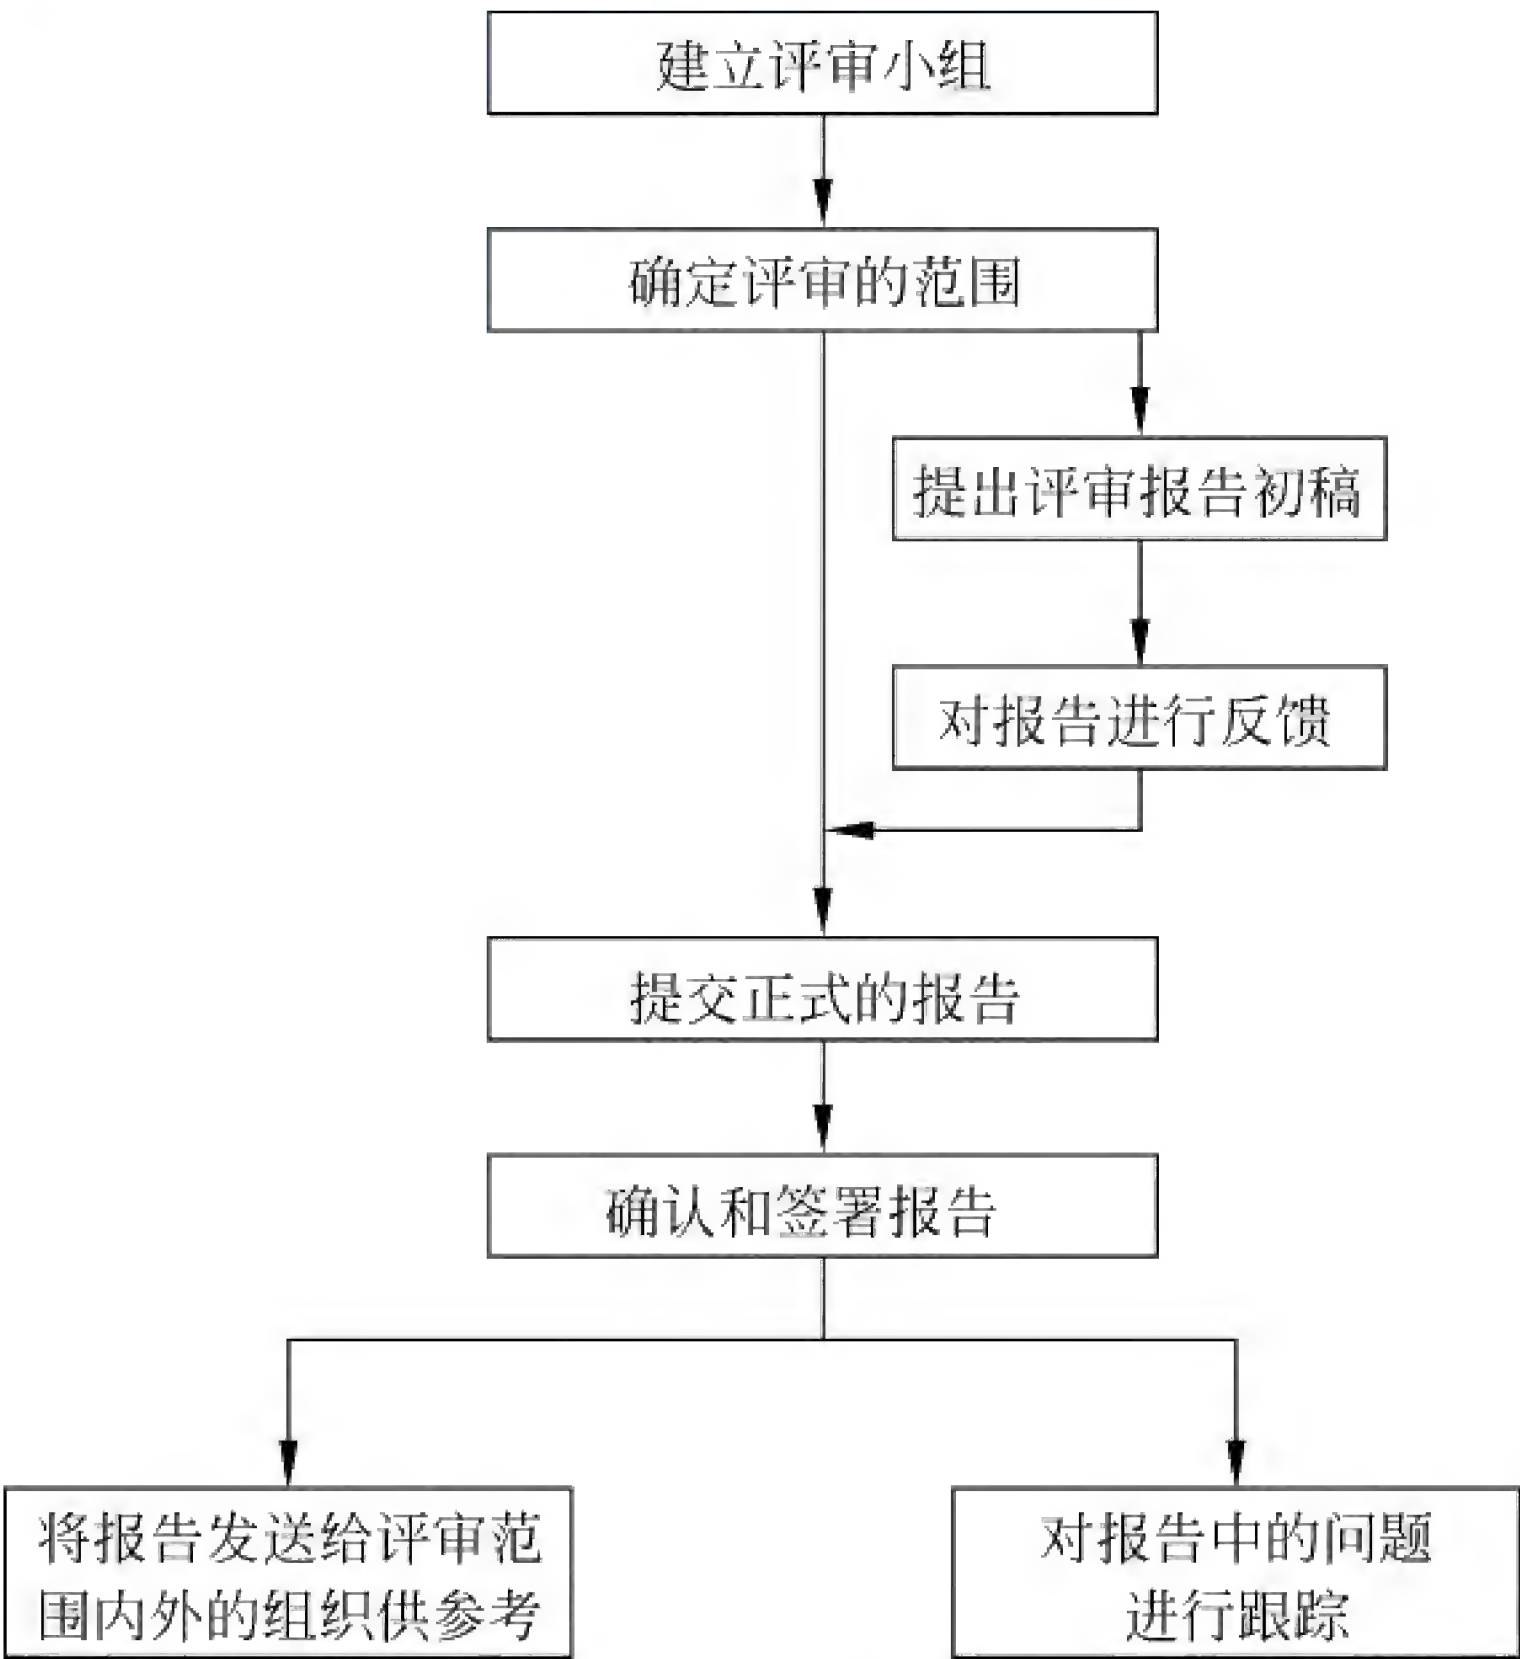 建立评审小组
确定评审的范围
提出评审报告初稿
对报告进行反馈
提交正式的报告
确认和签署报告
将报告发送给评审范
围内外的组织供参考
对报告中的问题
进行跟踪